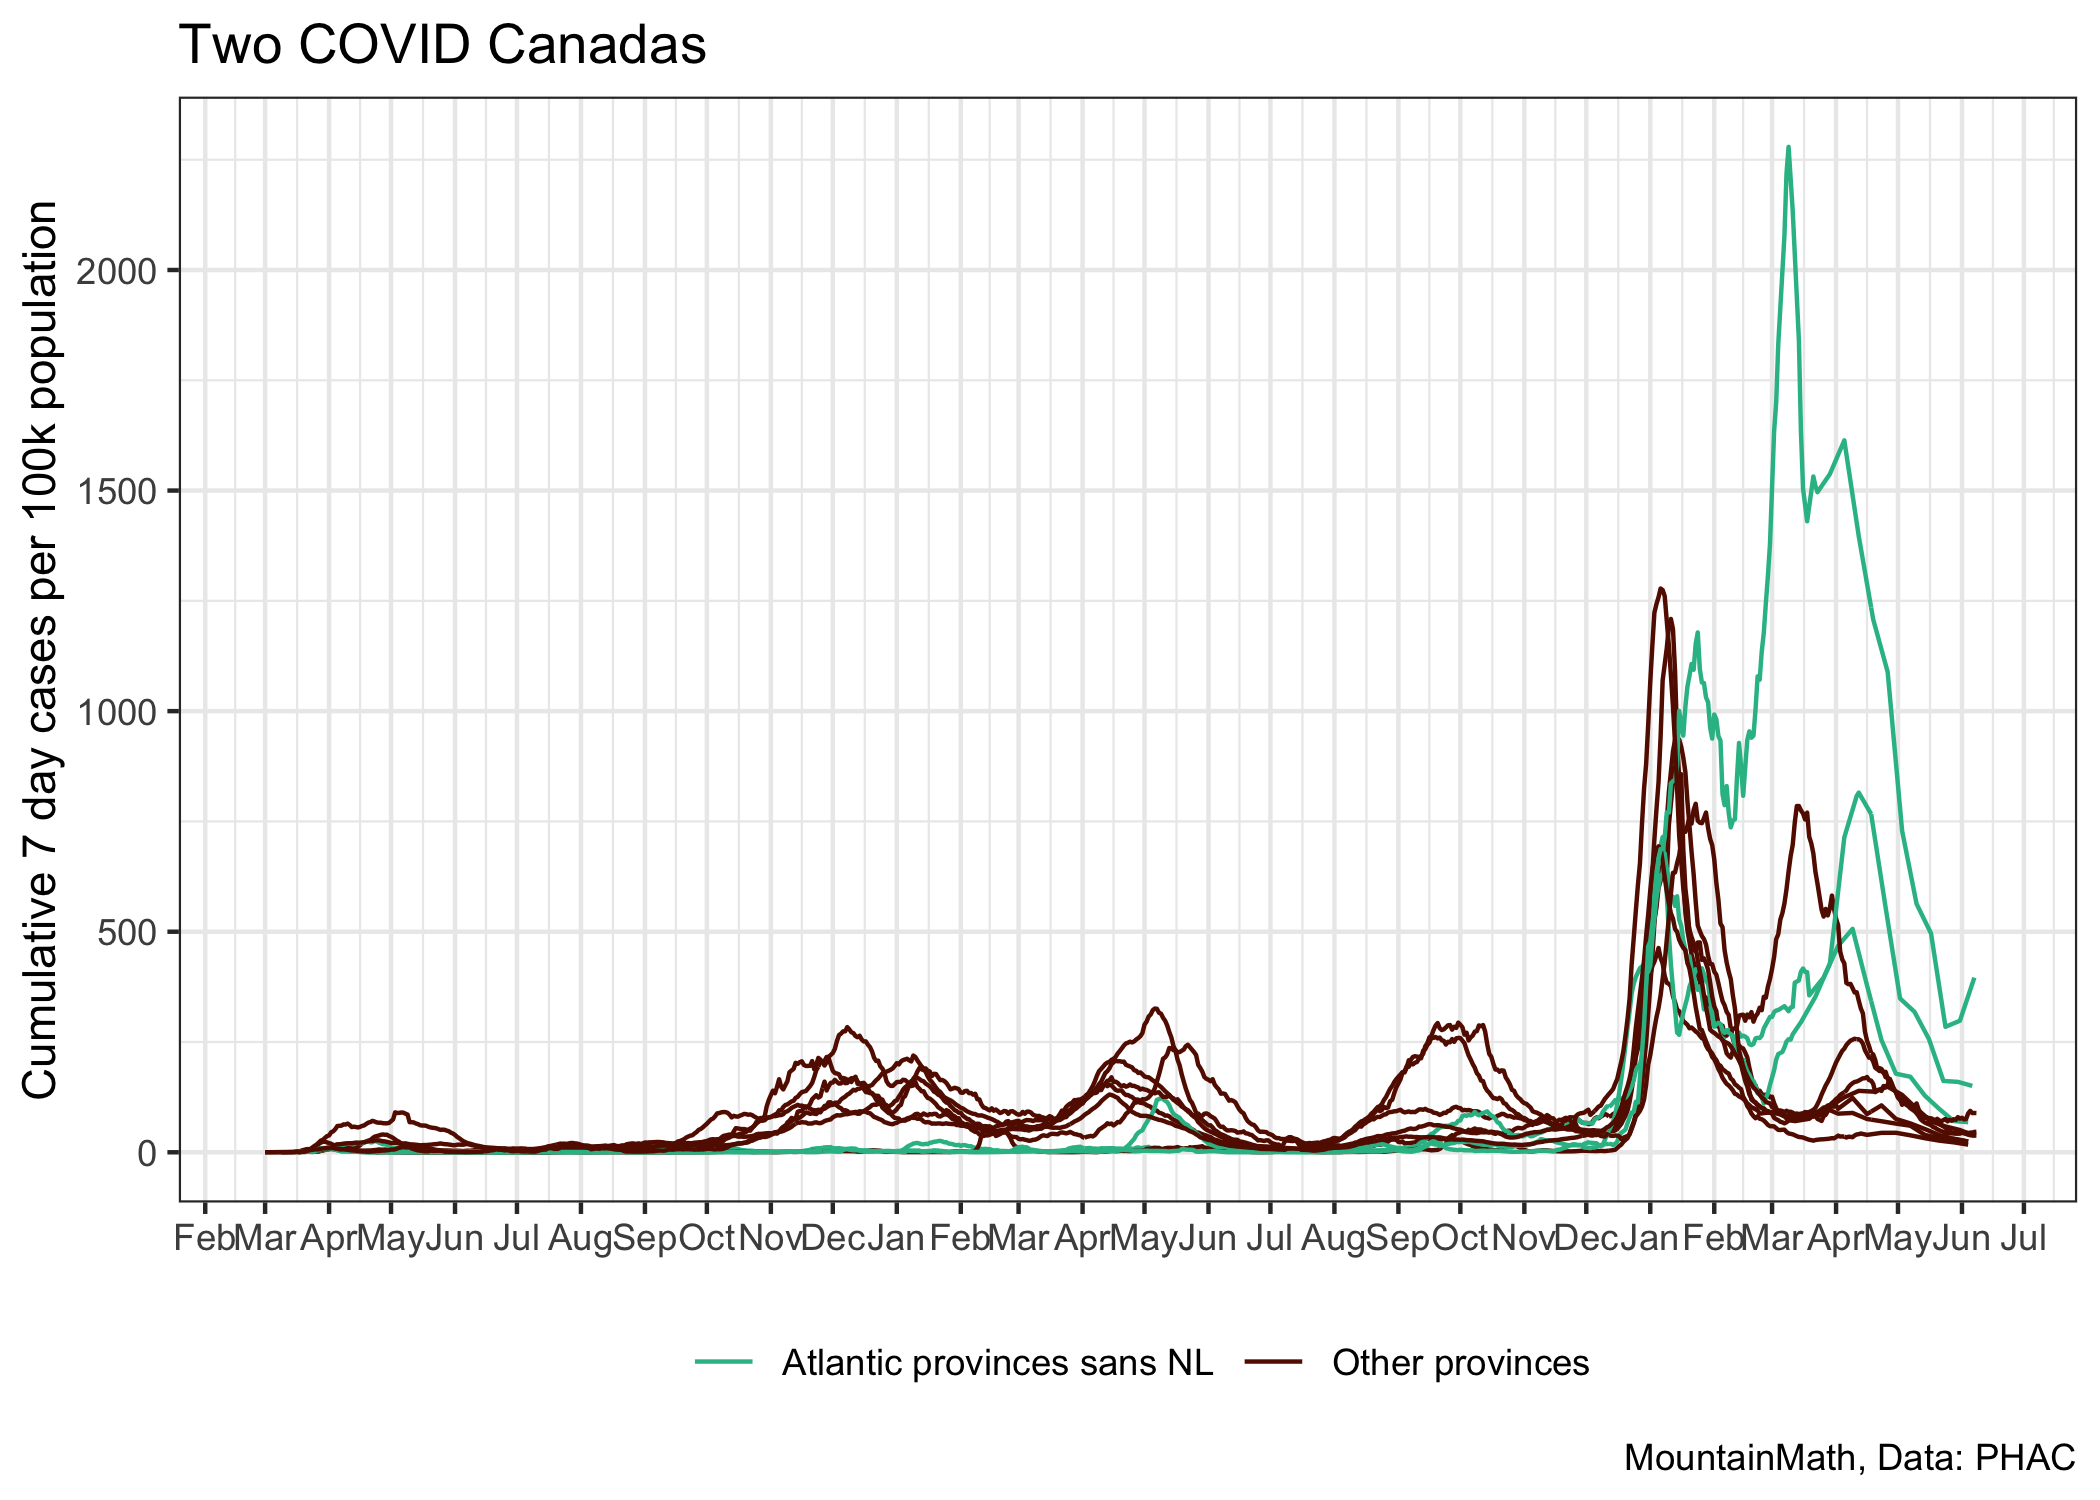 Two COVID Canadas
Cumulative 7 day cases per 100k population
2000
1500
1000
500
0
Feb Mar Apr May Jun Jul Aug Sep Oct Nov Dec Jan Feb Mar Apr May Jun Jul Aug Sep Oct Nov Dec Jan Feb Mar Apr May Jun Jul
Atlantic provinces sans NL Other provinces
MountainMath, Data: PHAC